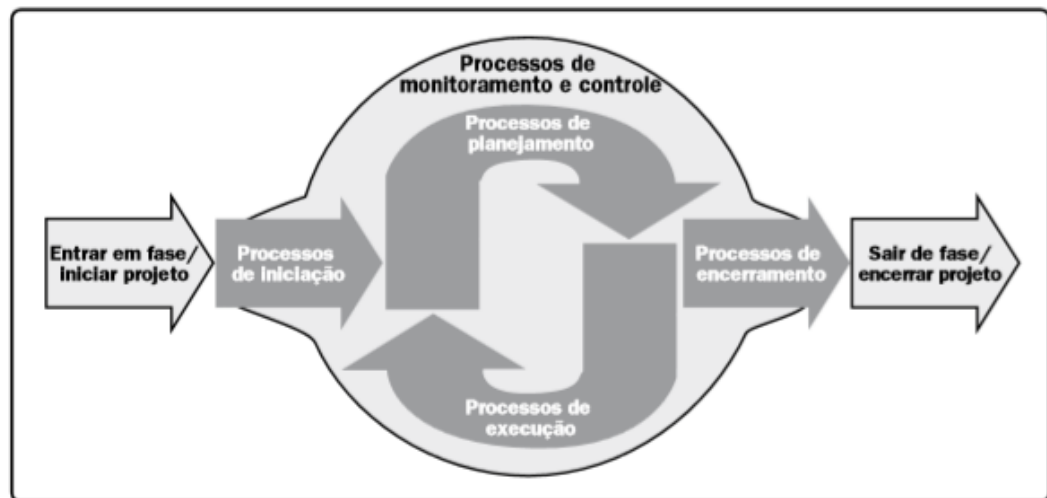 Processos de
monitoramento e controle
Processos de
planejamento
Entrar em fase/
iniciar projeto
Processos
de iniciação
Processos de
encerramento
Sair de fase/
encerrar projeto
Processos de
execução